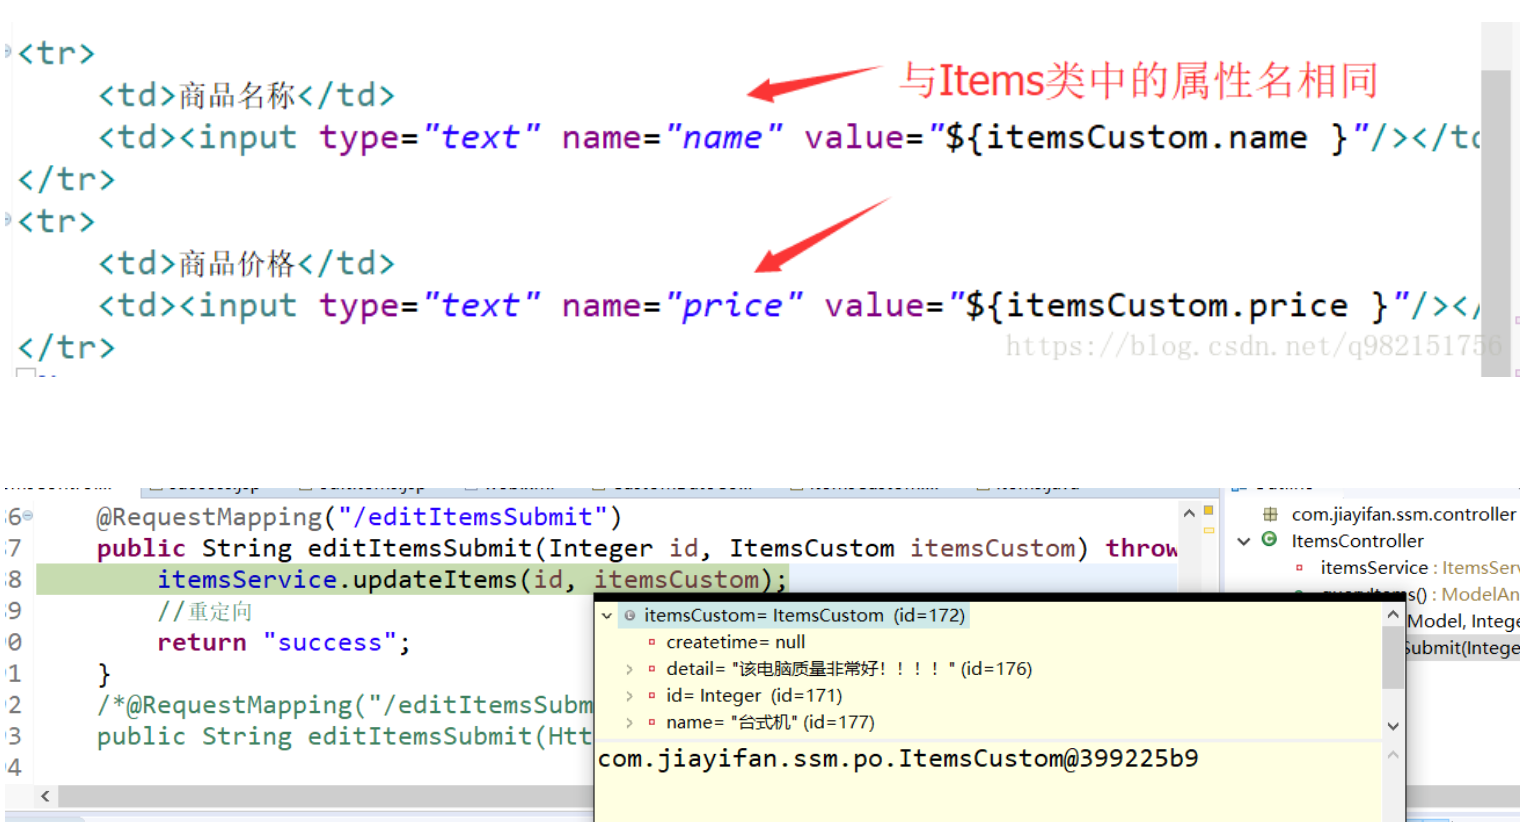 <tr>
<td>商品名称</td>
与Items类中的属性名相同
<td><input type="text" name="name" value="${itemsCustom.name }"/></td
</tr>
<tr>
<td>商品价格</td>
<td><input type="text" name="price" value="${itemsCustom.price }"/></
</tr>
https://blog.csdn.net/q982151756
6 @RequestMapping("/editItemsSubmit")
7 public String editItemsSubmit(Integer id, ItemsCustom itemsCustom) throw
8 itemsService.updateItems(id, itemsCustom);
9 //重定向
0 return "success";
1 }
2 /*@RequestMapping("/editItemsSubm
3 public String editItemsSubmit(Htt
4
itemsCustom= ItemsCustom (id=172)
createtime= null
detail= "该电脑质量非常好！！！！" (id=176)
id= Integer (id=171)
name= "台式机" (id=177)
com.jiayifan.ssm.po.ItemsCustom@399225b9
com.jiayifan.ssm.controller
ItemsController
itemsService : ItemsServ
s() : ModelAn
Model, Intege
Submit(Intege